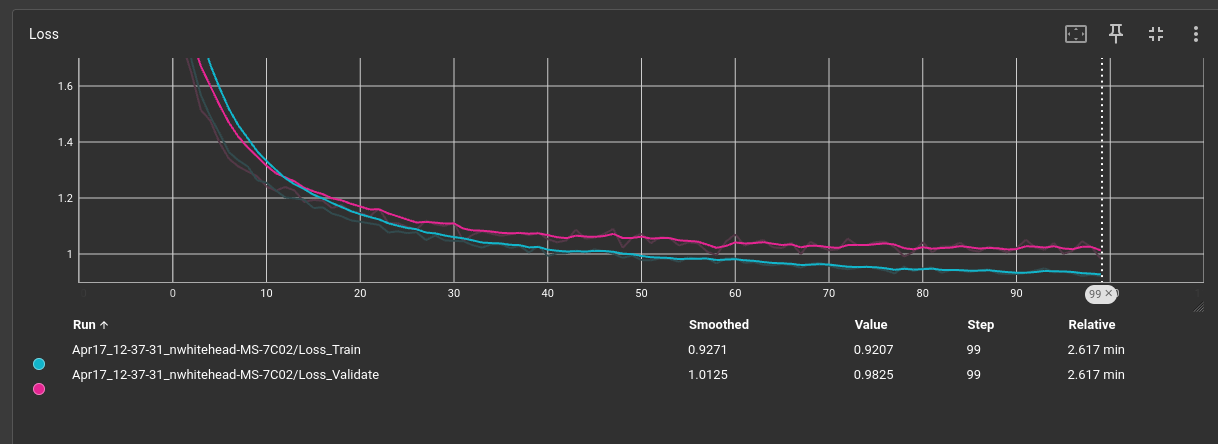 Loss
1.6
1.4
1.2
1
0 10 20 30 40 50 60 70 80 90 99
Run Smoothed Value Step Relative
Apr17_12-37-31_nwhitehead-MS-7C02/Loss_Train 0.9271 0.9207 99 2.617 min
Apr17_12-37-31_nwhitehead-MS-7C02/Loss_Validate 1.0125 0.9825 99 2.617 min